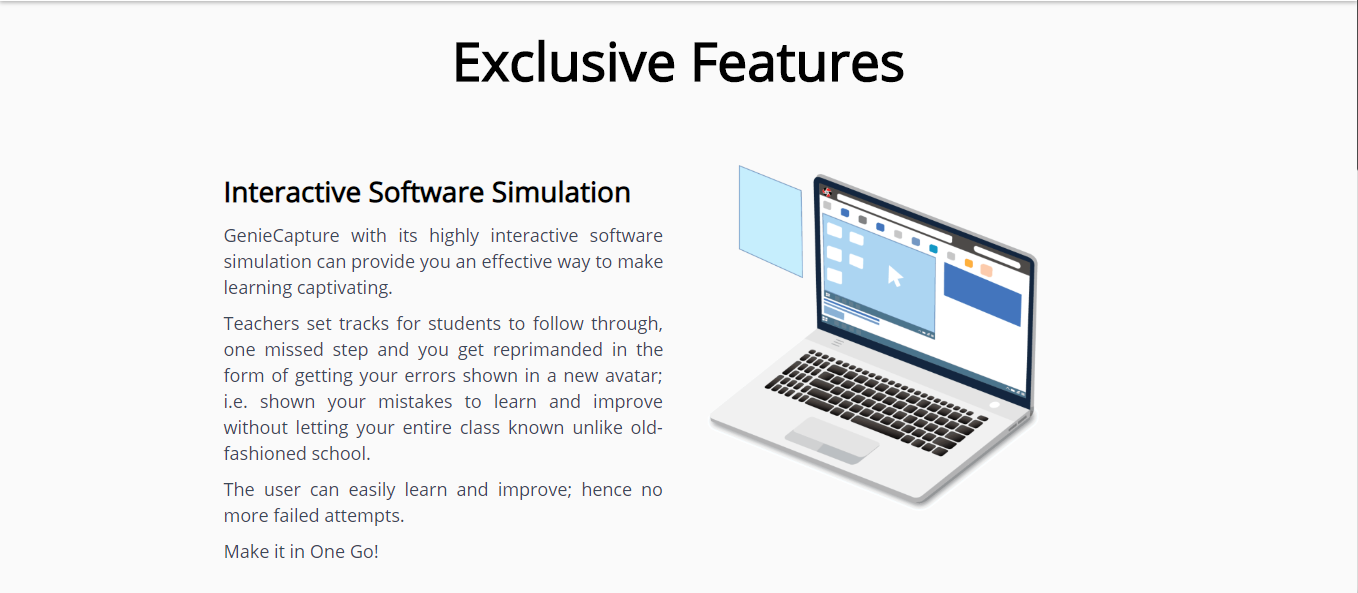 Exclusive Features
Interactive Software Simulation
GenieCapture with its highly interactive software
simulation can provide you an effective way to make
learning captivating.
Teachers set tracks for students to follow through,
one missed step and you get reprimanded in the
form of getting your errors shown in a new avatar;
i.e. shown your mistakes to learn and improve
without letting your entire class known unlike old-
fashioned school.
The user can easily learn and improve; hence no
more failed attempts.
Make it in One Go!